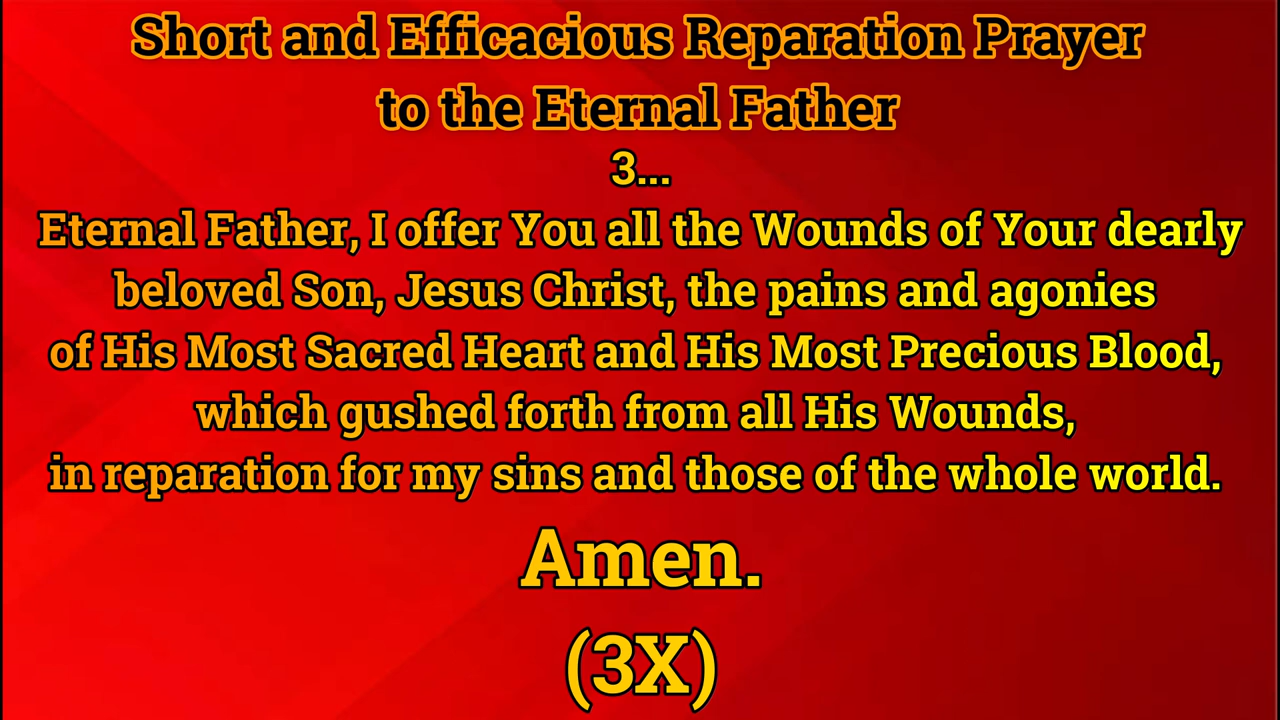 Short and Efficacious Reparation Prayer
to the Eternal Father
3...
Eternal Father, I offer You all the Wounds of Your dearly
beloved Son, Jesus Christ, the pains and agonies
of His Most Sacred Heart and His Most Precious Blood,
which gushed forth from all His Wounds,
in reparation for my sins and those of the whole world.
Amen.
(3X)